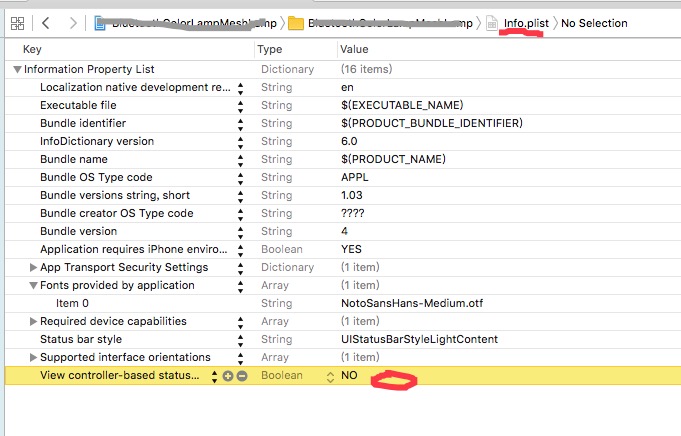 Info.plist No Selection
Key Type Value
Information Property List Dictionary (16 items)
Localization native development re... String en
Executable file String $(EXECUTABLE_NAME)
Bundle identifier String $(PRODUCT_BUNDLE_IDENTIFIER)
InfoDictionary version String 6.0
Bundle name String $(PRODUCT_NAME)
Bundle OS Type code String APPL
Bundle versions string, short String 1.03
Bundle creator OS Type code String ????
Bundle version String 4
Application requires iPhone enviro... Boolean YES
App Transport Security Settings Dictionary (1 item)
Fonts provided by application Array (1 item)
Item 0 String NotoSansHans-Medium.otf
Required device capabilities Array (1 item)
Status bar style String UIStatusBarStyleLightContent
Supported interface orientations Array (1 item)
View controller-based status... Boolean NO